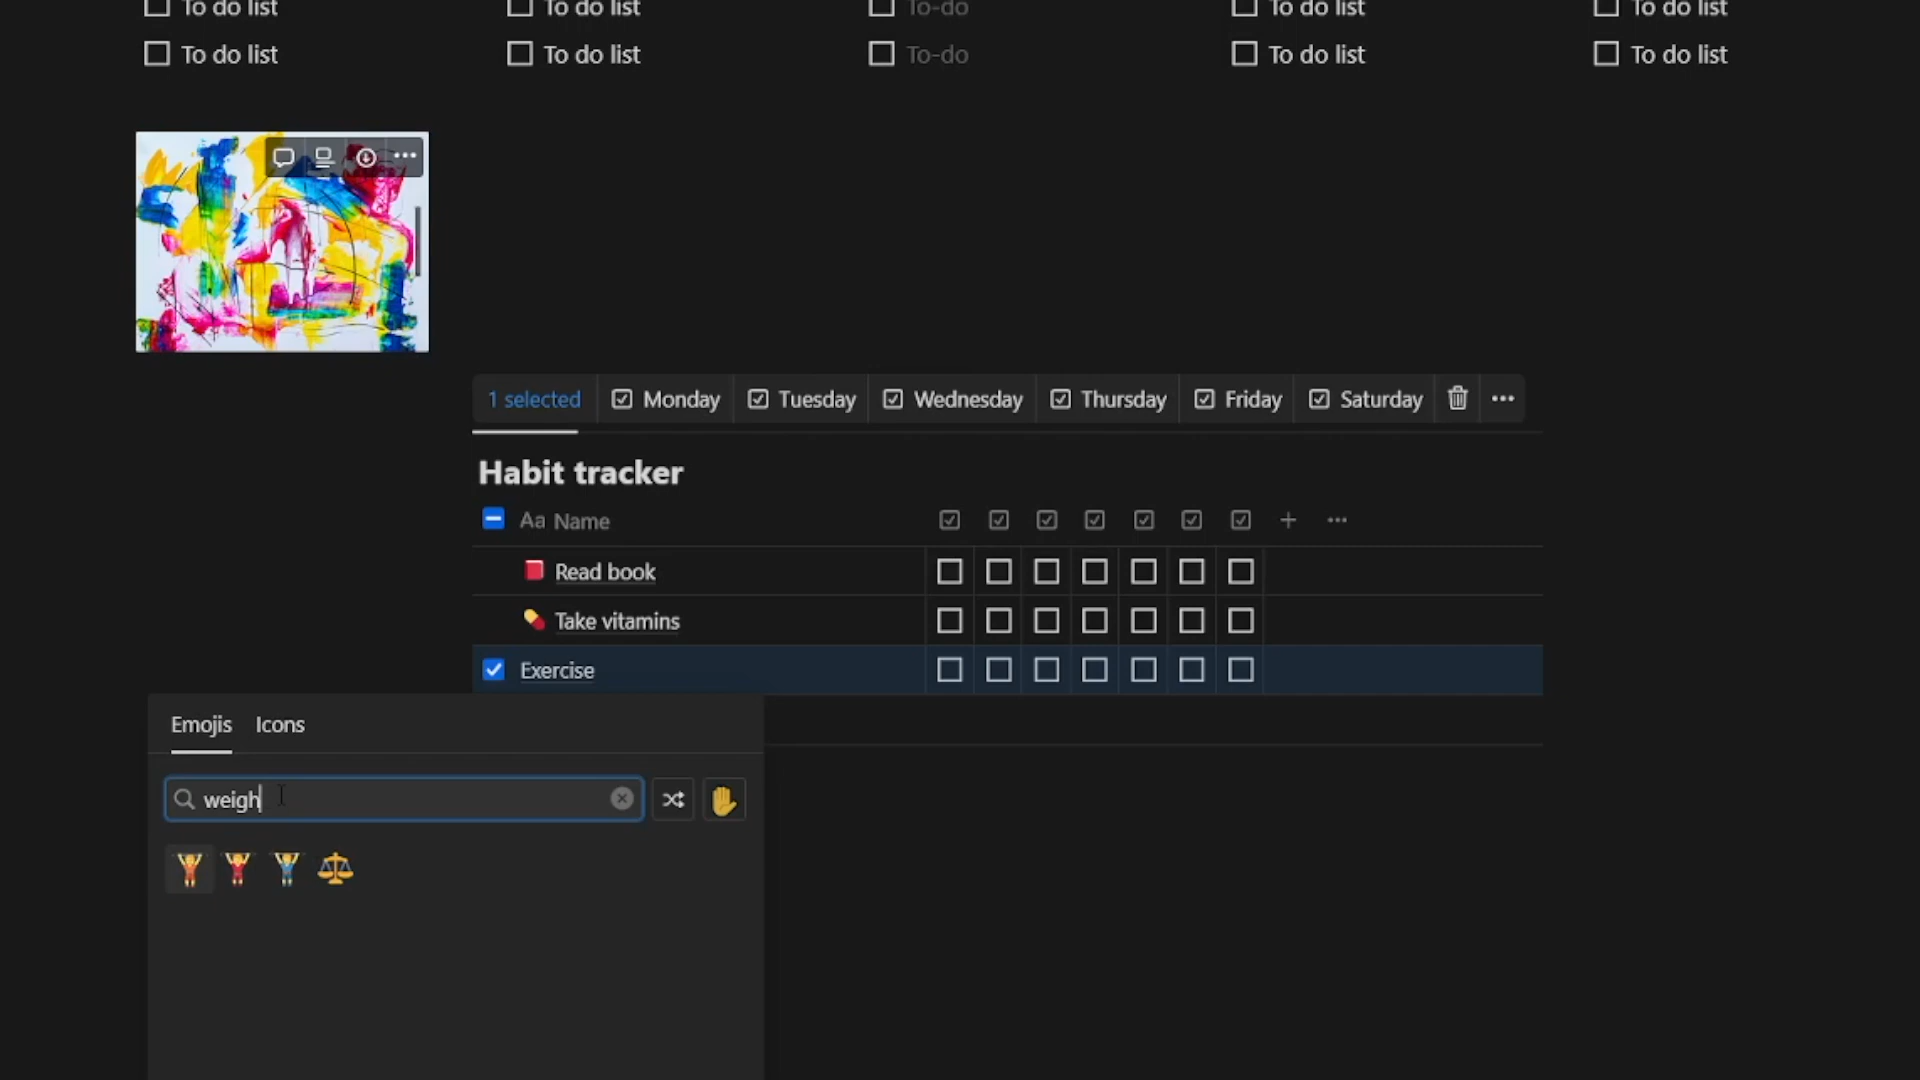 To do list To do list To-do To do list To do list
To do list To do list To-do To do list To do list
1 selected Monday Tuesday Wednesday Thursday Friday Saturday
Habit tracker
Aa Name
Read book
Take vitamins
Exercise
Emojis Icons
weigh